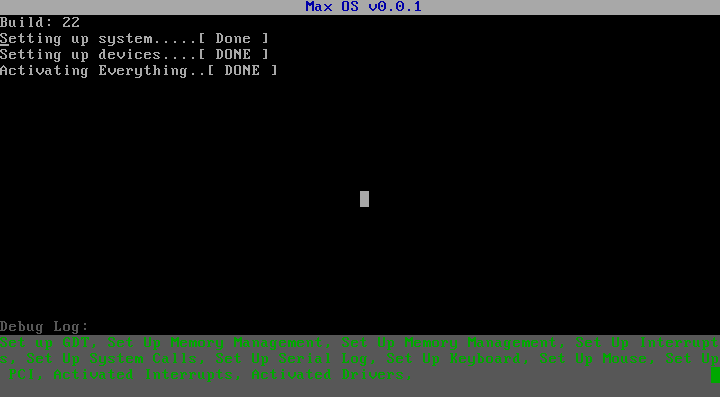 Max OS v0.0.1
Build: 22
Setting up system.....[ Done ]
Setting up devices....[ DONE ]
Activating Everything..[ DONE ]
Debug Log:
Set up GDT, Set Up Memory Management, Set Up Memory Management, Set Up Interrupt
s, Set Up System Calls, Set Up Serial Log, Set Up Keyboard, Set Up Mouse, Set Up
PCI, Activated Interrupts, Activated Drivers,